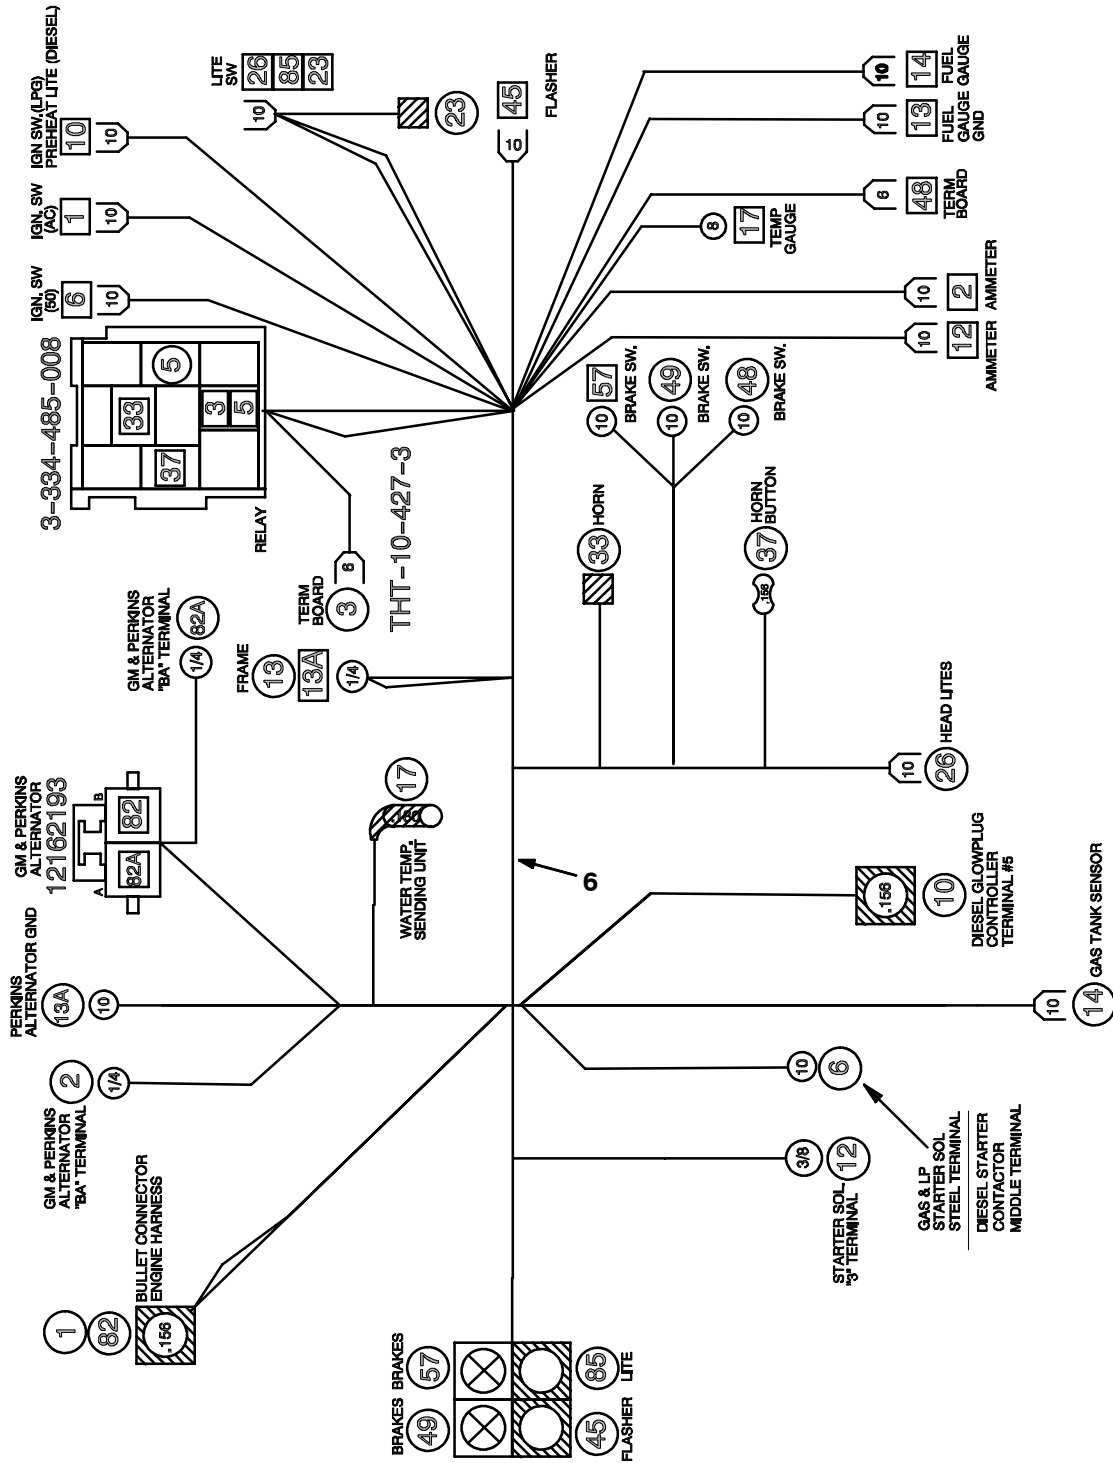 3-334-485-008
RELAY
5
33
37
3
5
IGN. SW
(50)
6
10
IGN. SW
(AC)
1
10
IGN SW.(LPG)
PREHEAT LITE (DIESEL)
10
10
LITE
SW
26
85
23
10
23
45
FLASHER
10
10
14
FUEL
GAUGE
10
13
FUEL
GAUGE
GND
6
48
TERM
BOARD
8
17
TEMP
GAUGE
10
2
AMMETER
10
12
AMMETER
TERM
BOARD
3
6
THT-10-427-3
57
10
BRAKE SW.
49
10
BRAKE SW.
48
10
BRAKE SW.
33
HORN
37
HORN
BUTTON
.156
10
26
HEAD LITES
FRAME
13
13A
1/4
GM & PERKINS
ALTERNATOR
"BA" TERMINAL
82A
1/4
GM & PERKINS
ALTERNATOR
12162193
A
B
82A
82
17
.180
WATER TEMP.
SENDING UNIT
6
PERKINS
ALTERNATOR GND
13A
10
GM & PERKINS
ALTERNATOR
"BA" TERMINAL
2
1/4
.156
10
DIESEL GLOWPLUG
CONTROLLER
TERMINAL #5
10
14
GAS TANK SENSOR
10
6
GAS & LP
STARTER SOL
STEEL TERMINAL
DIESEL STARTER
CONTACTOR
MIDDLE TERMINAL
3/8
12
STARTER SOL.
"3" TERMINAL
1
82
.156
BULLET CONNECTOR
ENGINE HARNESS
BRAKES
BRAKES
49
57
45
85
FLASHER
LITE